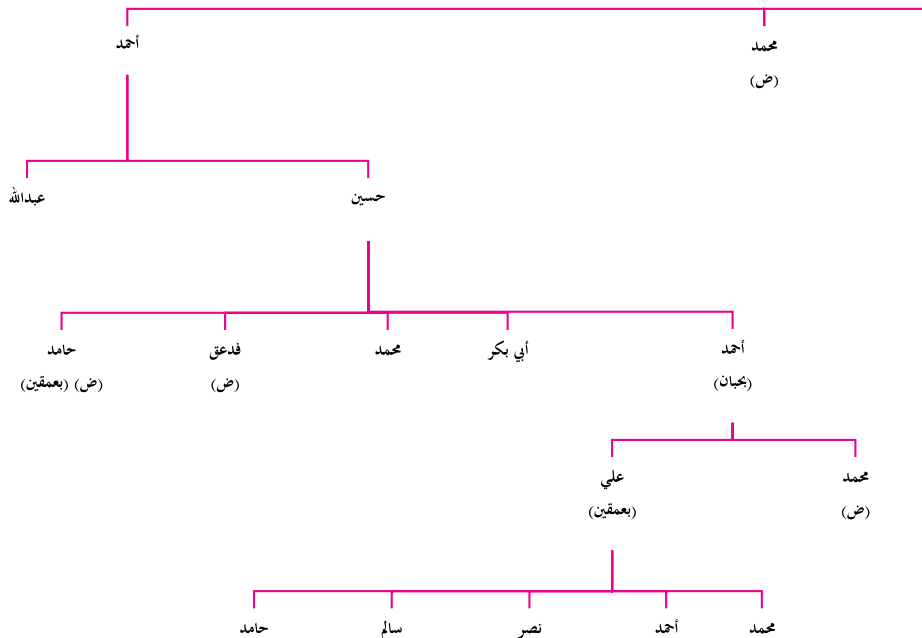 محمد أحمد
(ض)
حسين عبدالله
أحمد أبي بكر محمد فدعق حامد
(بحبان) (ض) (ض) (بعمقين)
محمد علي
(ض) (بعمقين)
محمد أحمد نصر سالم حامد